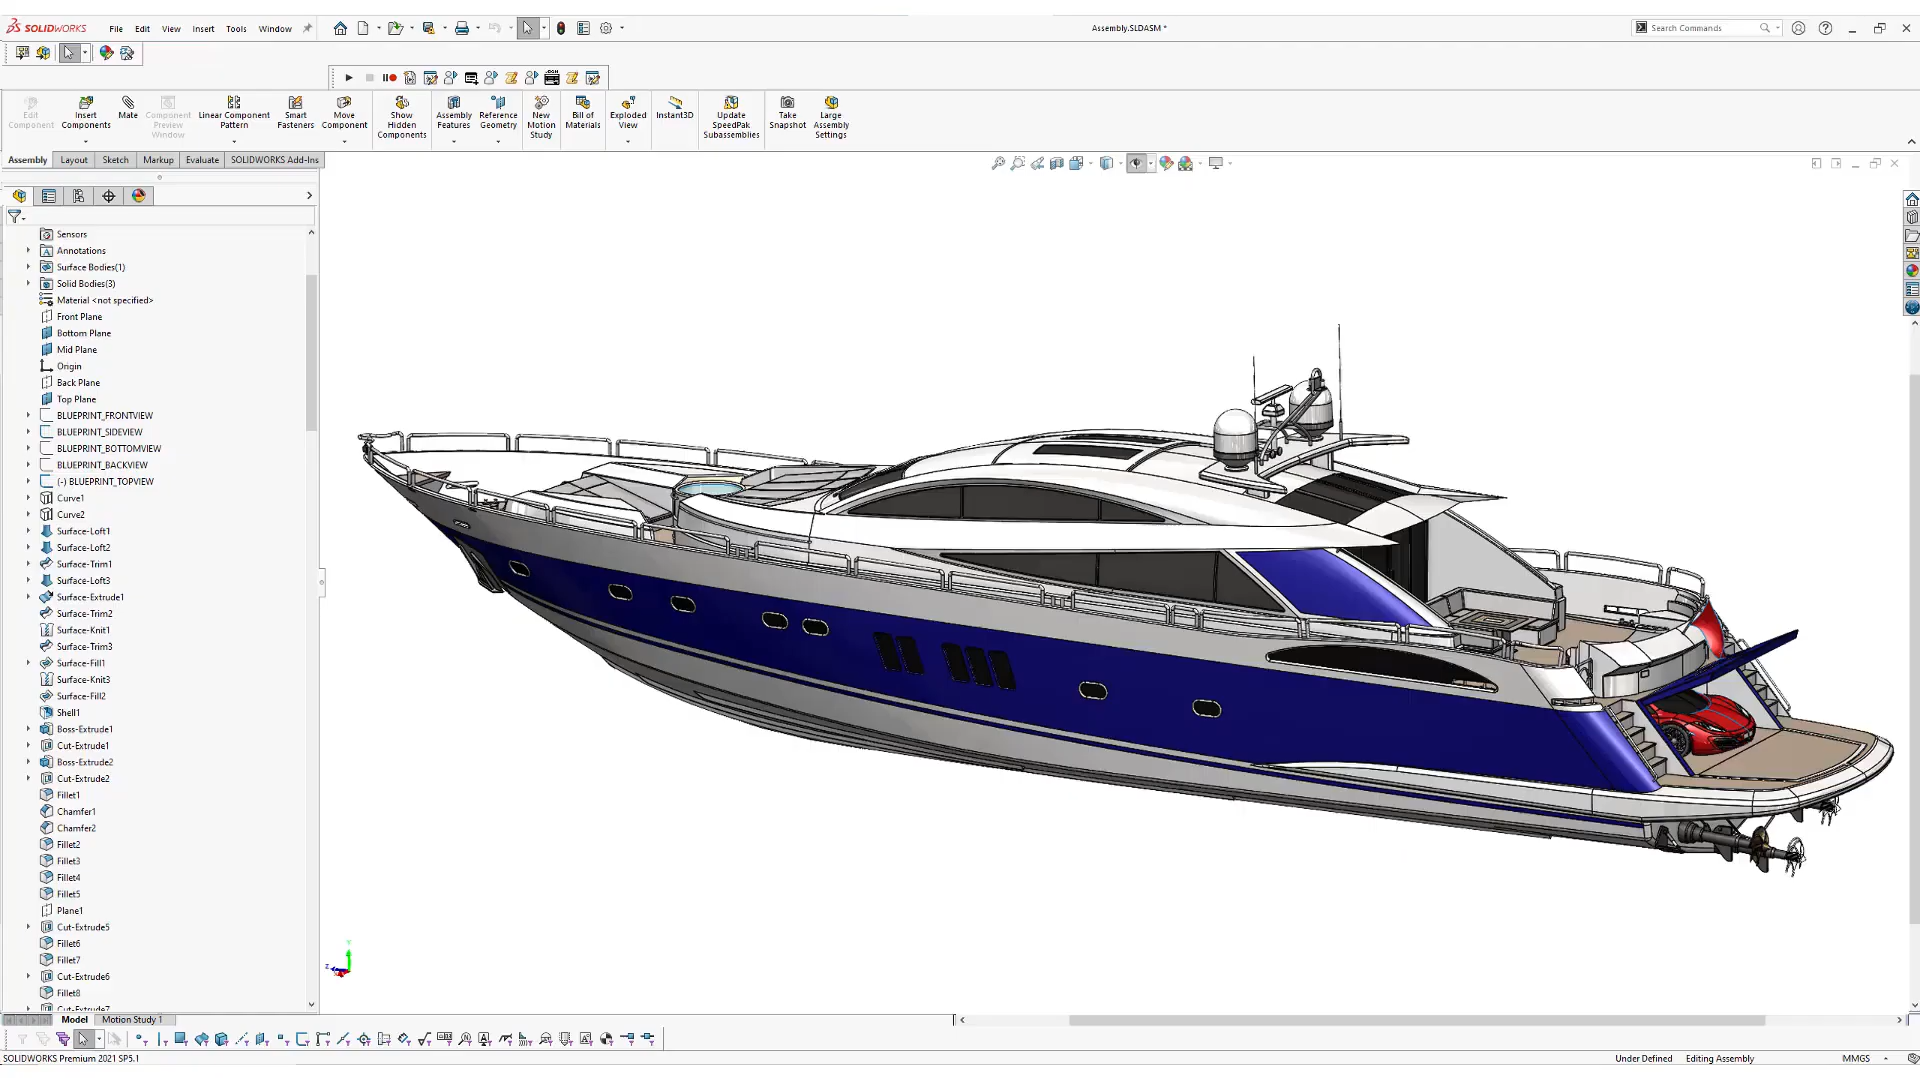 SOLIDWORKS File Edit View Insert Tools Window Assembly.SLDASM * Search Commands
Edit Component
Insert Components
Mate
Component Preview Window
Linear Component Pattern
Smart Fasteners
Move Component
Show Hidden Components
Assembly Features
Reference Geometry
New Motion Study
Bill of Materials
Exploded View
Instant3D
Update SpeedPak Subassemblies
Take Snapshot
Large Assembly Settings
Assembly Layout Sketch Markup Evaluate SOLIDWORKS Add-Ins
Sensors
Annotations
Surface Bodies(1)
Solid Bodies(3)
Material <not specified>
Front Plane
Bottom Plane
Mid Plane
Origin
Back Plane
Top Plane
BLUEPRINT_FRONTVIEW
BLUEPRINT_SIDEVIEW
BLUEPRINT_BOTTOMVIEW
BLUEPRINT_BACKVIEW
(-) BLUEPRINT_TOPVIEW
Curve1
Curve2
Surface-Loft1
Surface-Loft2
Surface-Trim1
Surface-Loft3
Surface-Extrude1
Surface-Trim2
Surface-Knit1
Surface-Trim3
Surface-Fill1
Surface-Knit3
Surface-Fill2
Shell1
Boss-Extrude1
Cut-Extrude1
Boss-Extrude2
Cut-Extrude2
Fillet1
Chamfer1
Chamfer2
Fillet2
Fillet3
Fillet4
Fillet5
Plane1
Cut-Extrude5
Fillet6
Fillet7
Cut-Extrude6
Fillet8
Cut-Extrude7
Y
Z
Model Motion Study 1
SOLIDWORKS Premium 2021 SP5.1 Under Defined Editing Assembly MMGS